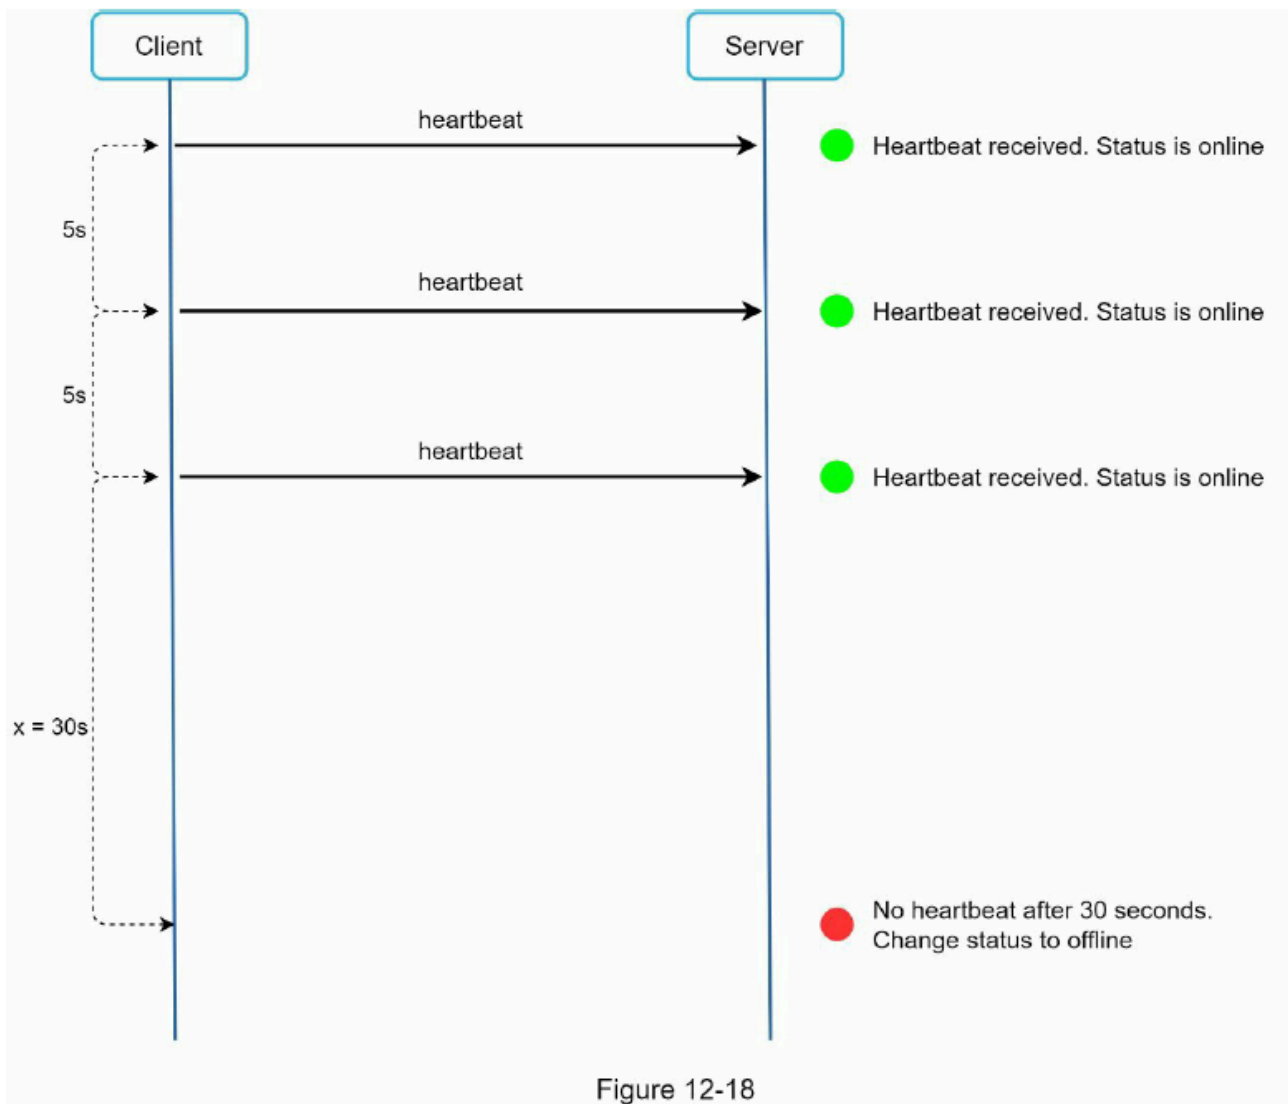 Client
Server
heartbeat
Heartbeat received. Status is online
5s
heartbeat
Heartbeat received. Status is online
5s
heartbeat
Heartbeat received. Status is online
x = 30s
No heartbeat after 30 seconds.
Change status to offline
Figure 12-18